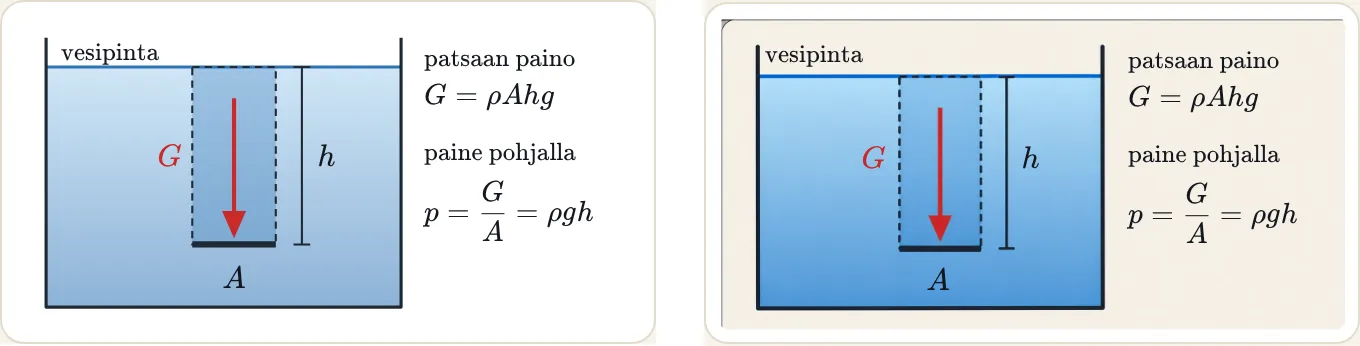 vesipinta
G
h
A
patsaan paino
G = ρAhg
paine pohjalla
p = G/A = ρgh
vesipinta
G
h
A
patsaan paino
G = ρAhg
paine pohjalla
p = G/A = ρgh